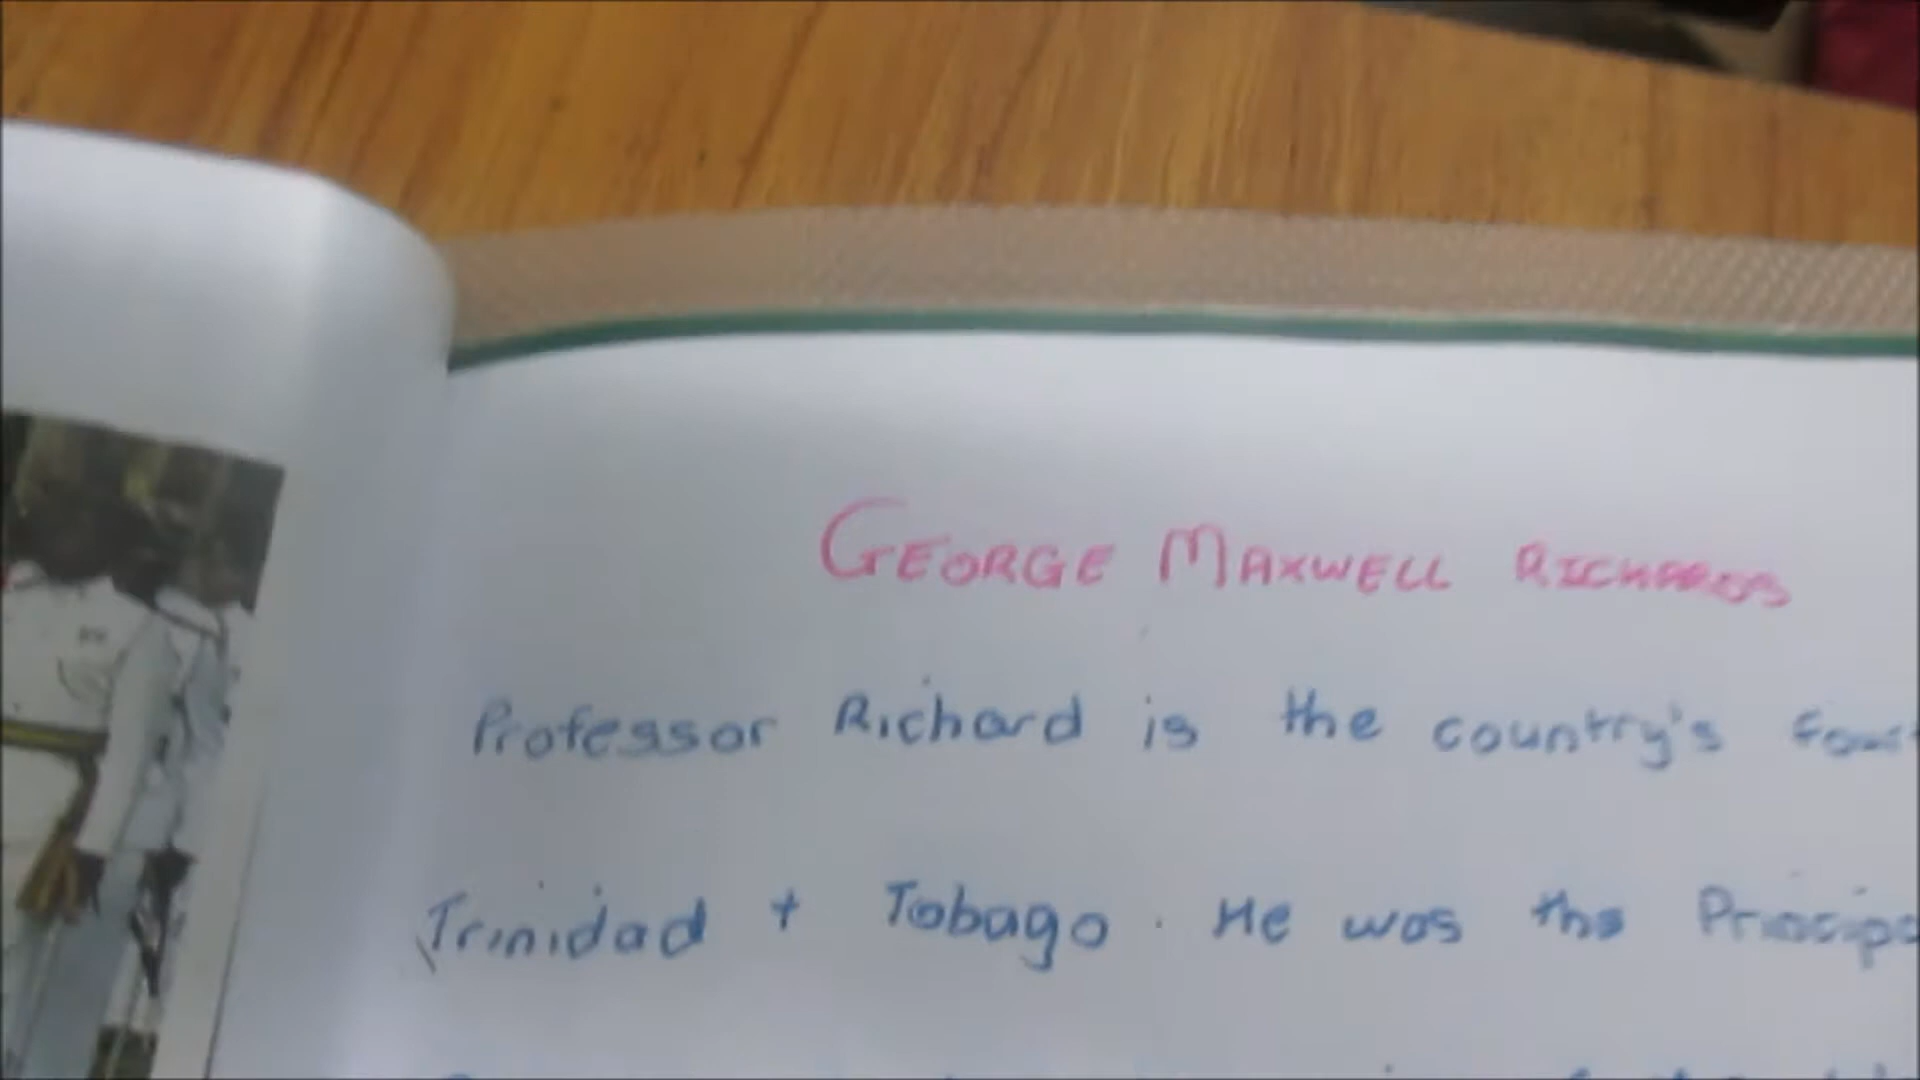 GEORGE MAXWELL RICHARDS
Professor Richard is the country's
Trinidad + Tobago. He was the